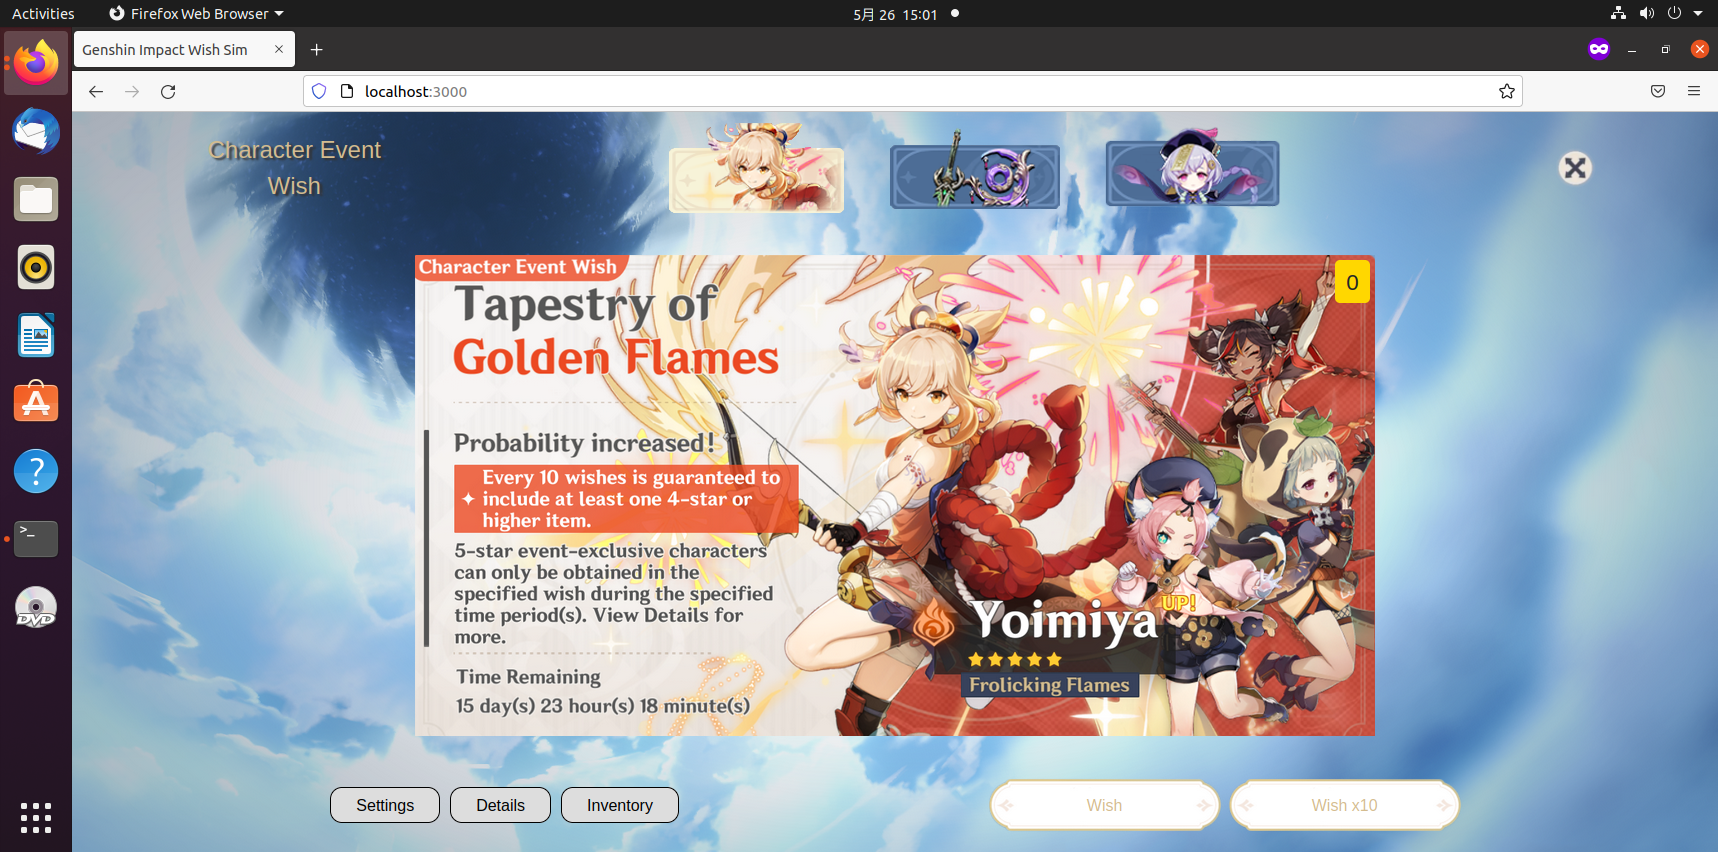 Activities
Firefox Web Browser
5月 26 15:01
Genshin Impact Wish Sim
localhost:3000
Character Event
Wish
Character Event Wish
0
Tapestry of
Golden Flames
Probability increased!
Every 10 wishes is guaranteed to
include at least one 4-star or
higher item.
5-star event-exclusive characters
can only be obtained in the
specified wish during the specified
time period(s). View Details for
more.
Time Remaining
15 day(s) 23 hour(s) 18 minute(s)
Yoimiya
UP!
Frolicking Flames
Settings
Details
Inventory
Wish
Wish x10
>_
?
DVD